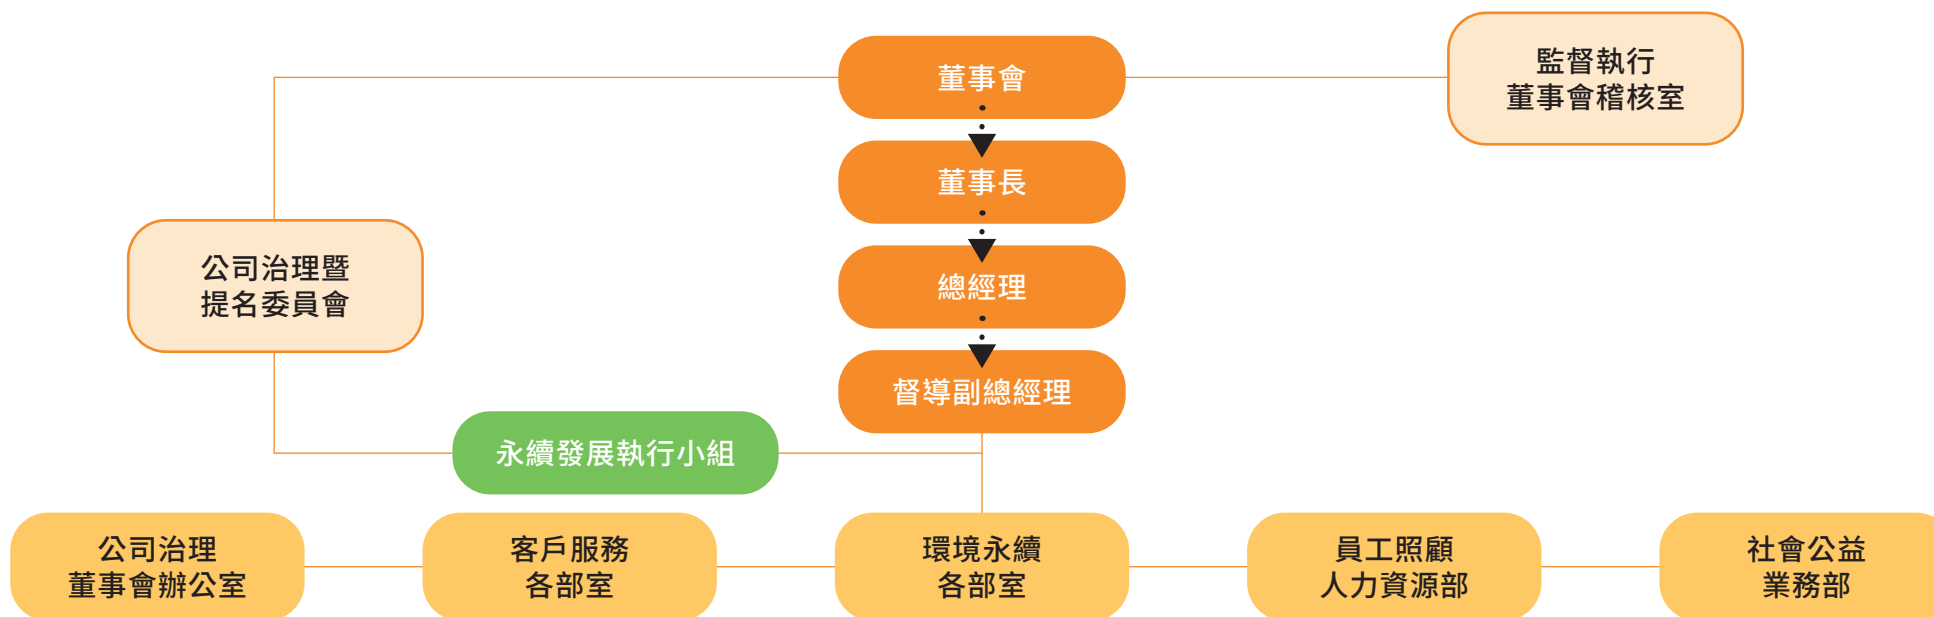 董事會
監督執行
董事會稽核室
董事長
公司治理暨
提名委員會
總經理
督導副總經理
永續發展執行小組
公司治理
董事會辦公室
客戶服務
各部室
環境永續
各部室
員工照顧
人力資源部
社會公益
業務部